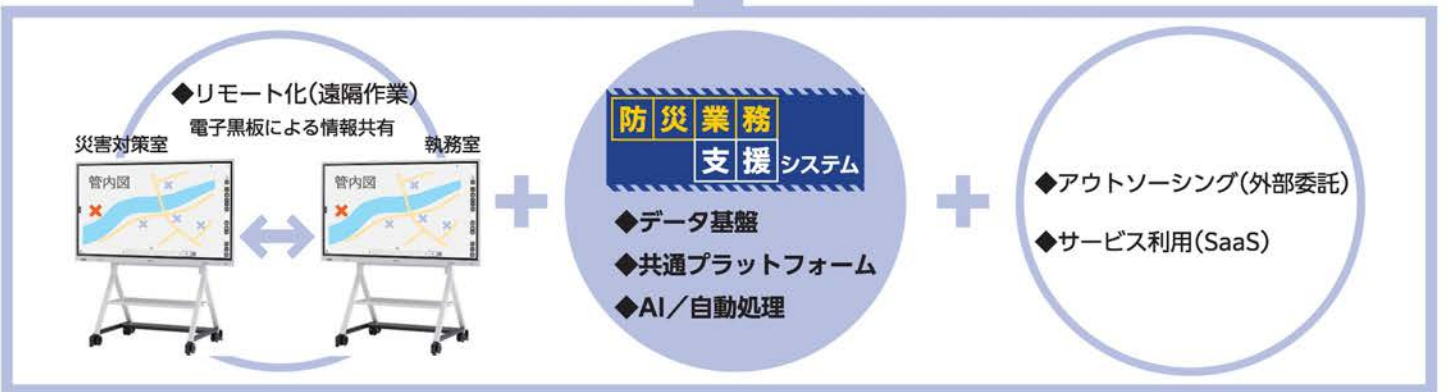 ◆リモート化(遠隔作業)
電子黒板による情報共有
災害対策室
執務室
管内図
管内図
防災業務
支援システム
◆データ基盤
◆共通プラットフォーム
◆AI／自動処理
◆アウトソーシング(外部委託)
◆サービス利用(SaaS)